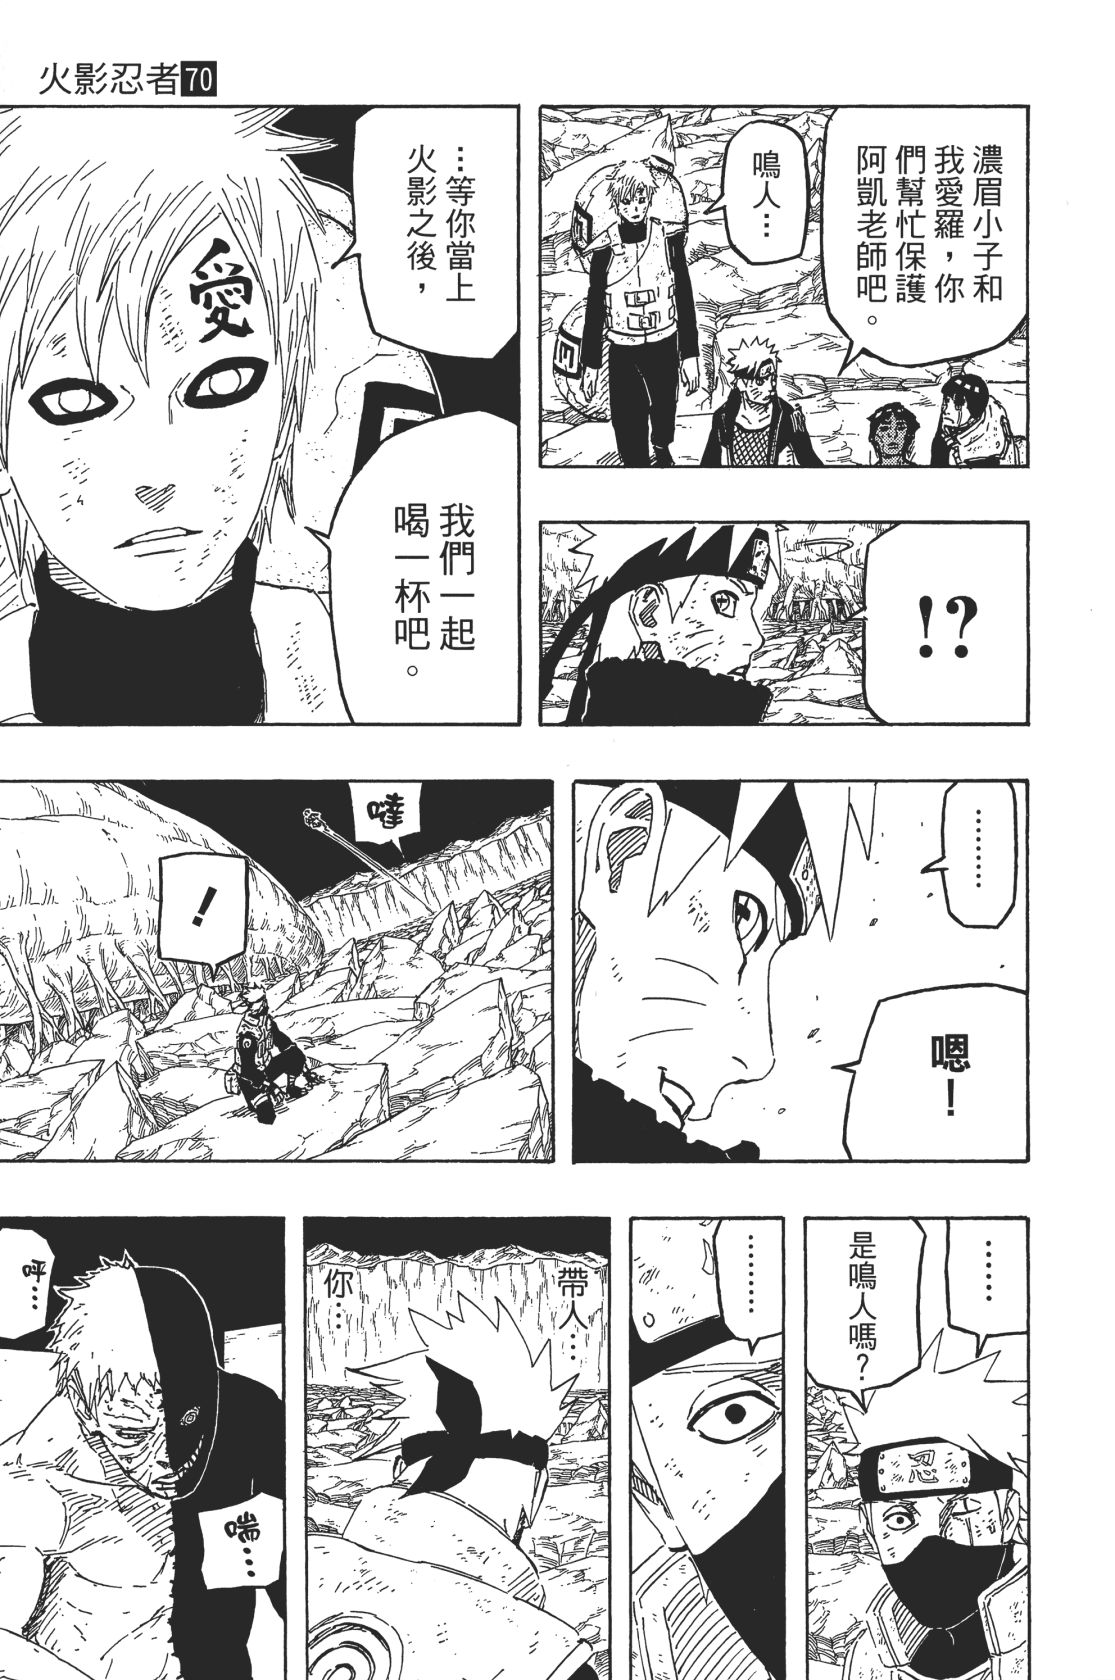 火影忍者70
濃眉小子和
我愛羅，你
們幫忙保護
阿凱老師吧。
鳴人…
…等你當上
火影之後，
愛
我們一起
喝一杯吧。
!?
………
嗯！
噠
！
……
是鳴人嗎？
忍
………
帶人…
你…
呼…
喘…